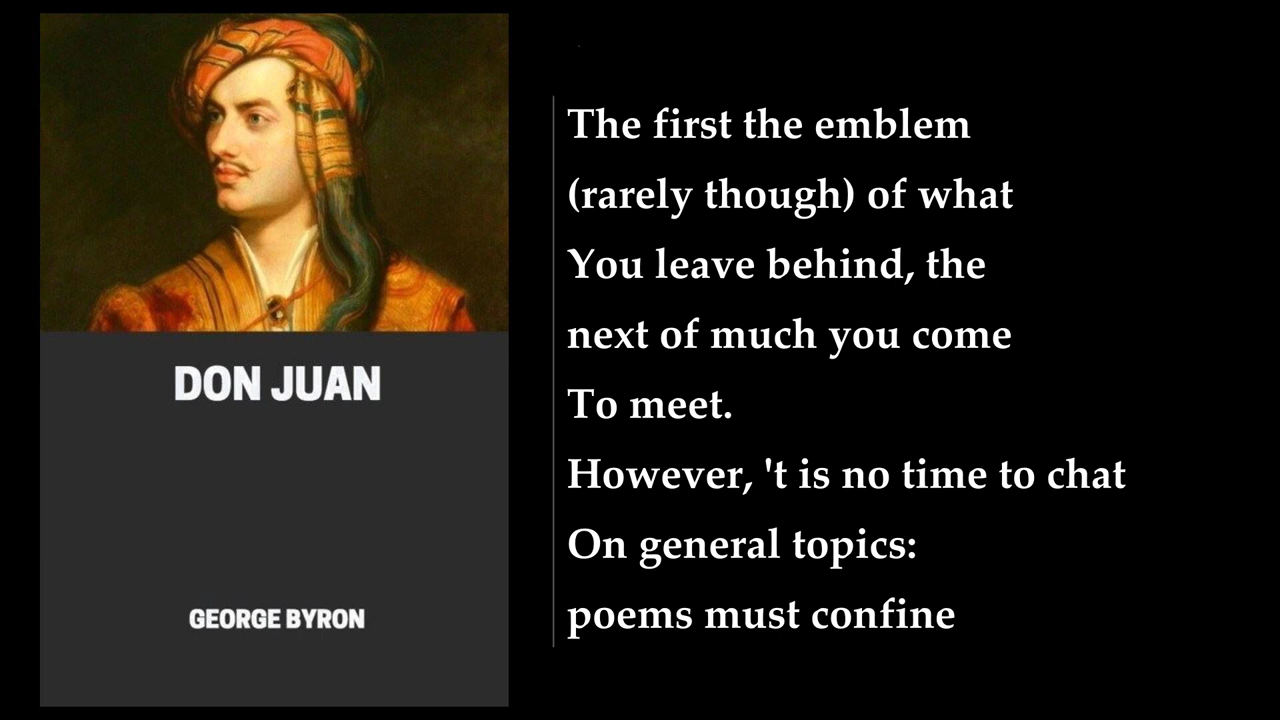 DON JUAN
GEORGE BYRON
The first the emblem
(rarely though) of what
You leave behind, the
next of much you come
To meet.
However, 't is no time to chat
On general topics:
poems must confine